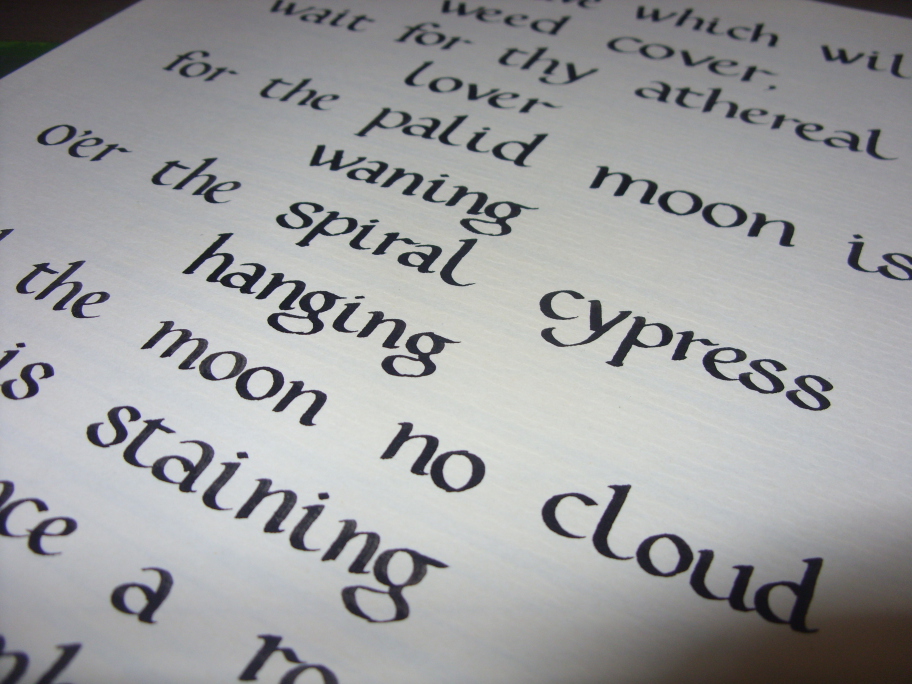 which wil
weed cover,
wait for thy athereal
lover
for the palid moon is
waning
o'er the spiral cypress
hanging
the moon no cloud
is staining
a